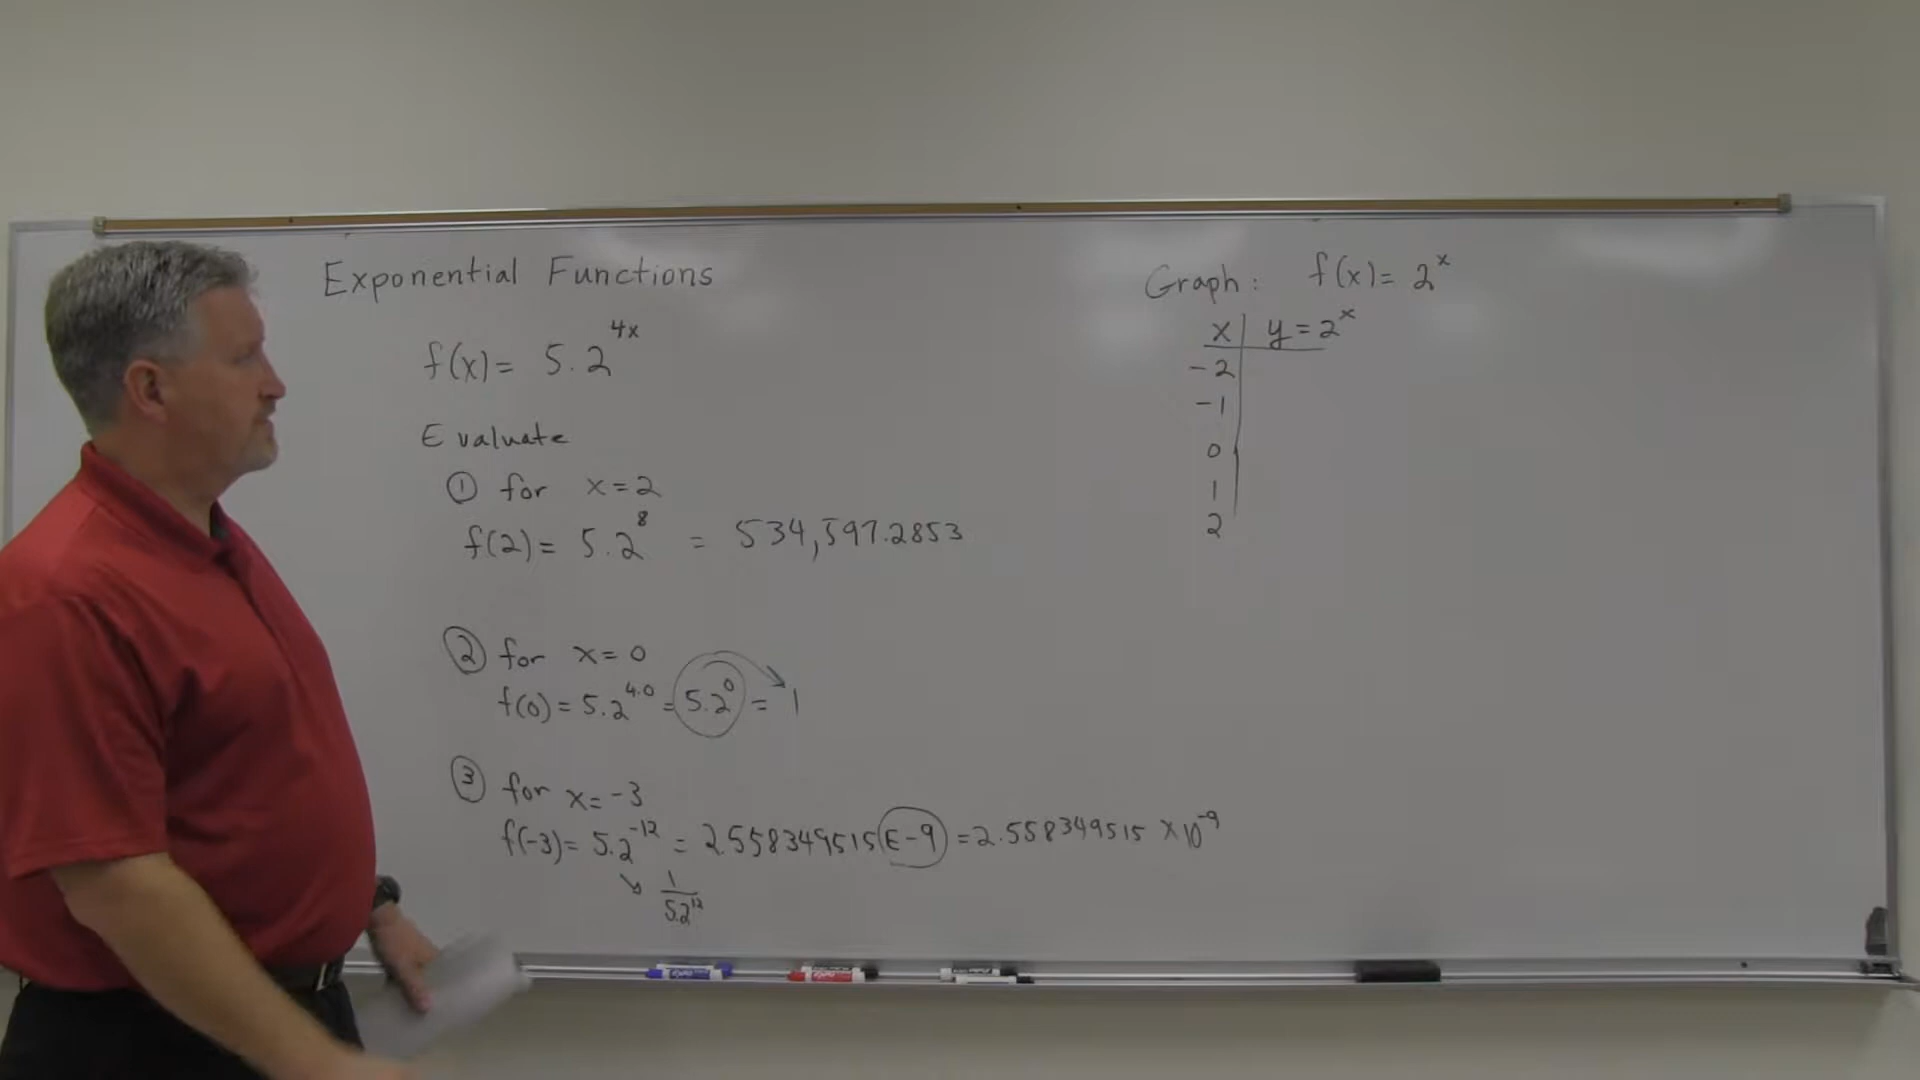 Exponential Functions
f(x) = 5.2^4x
Evaluate
① for x=2
f(2) = 5.2^8 = 534,597.2853
② for x=0
f(0) = 5.2^4·0 = 5.2^0 = 1
③ for x=-3
f(-3) = 5.2^-12 = 2.558349515 E-9 = 2.558349515 × 10^-9
1
5.2^12
Graph: f(x) = 2^x
x | y = 2^x
-2
-1
0
1
2